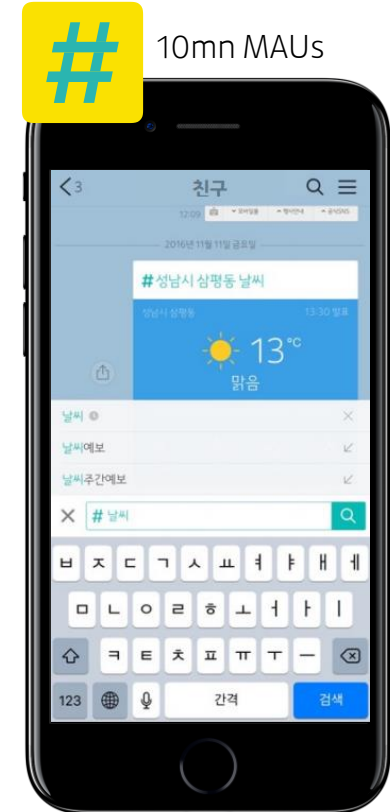 #
10mn MAUs
3 친구
12:09
2016년 11월 11일 금요일
#성남시 삼평동 날씨
성남시 삼평동 13:30 발표
13°C
맑음
날씨
날씨예보
날씨주간예보
# 날씨
ㅂ ㅈ ㄷ ㄱ ㅅ ㅛ ㅕ ㅑ ㅐ ㅔ
ㅁ ㄴ ㅇ ㄹ ㅎ ㅗ ㅓ ㅏ ㅣ
ㅋ ㅌ ㅊ ㅍ ㅠ ㅜ ㅡ
123 간격 검색